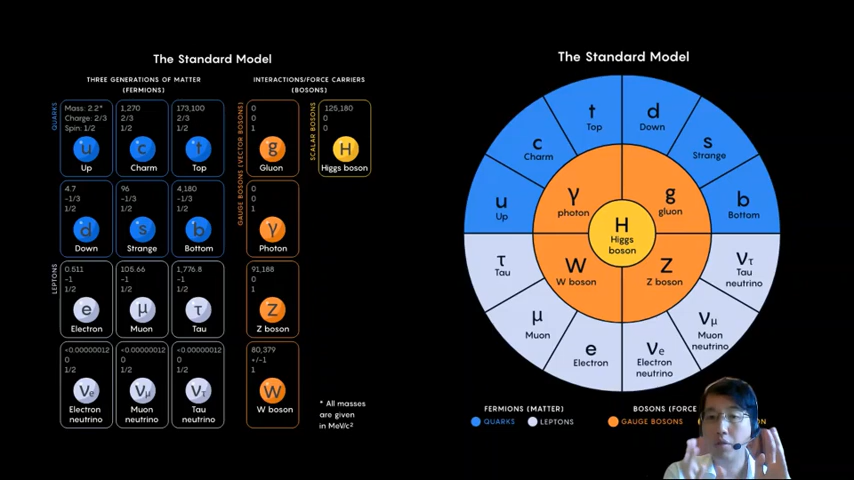 The Standard Model
THREE GENERATIONS OF MATTER
(FERMIONS)
INTERACTIONS/FORCE CARRIERS
(BOSONS)
QUARKS
Mass: 2.2*
Charge: 2/3
Spin: 1/2
u
Up
1,270
2/3
1/2
c
Charm
173,100
2/3
1/2
t
Top
GAUGE BOSONS (VECTOR BOSONS)
0
0
1
g
Gluon
SCALAR BOSONS
125,180
0
0
H
Higgs boson
4.7
-1/3
1/2
d
Down
96
-1/3
1/2
s
Strange
4,180
-1/3
1/2
b
Bottom
0
0
1
γ
Photon
LEPTONS
0.511
-1
1/2
e
Electron
105.66
-1
1/2
μ
Muon
1,776.8
-1
1/2
τ
Tau
91,188
0
1
Z
Z boson
<0.00000012
0
1/2
νe
Electron
neutrino
<0.00000012
0
1/2
νμ
Muon
neutrino
<0.00000012
0
1/2
ντ
Tau
neutrino
80,379
+/-1
1
W
W boson
* All masses
are given
in MeV/c²
The Standard Model
t
Top
d
Down
c
Charm
s
Strange
u
Up
b
Bottom
γ
photon
g
gluon
H
Higgs
boson
W
W boson
Z
Z boson
τ
Tau
ντ
Tau
neutrino
μ
Muon
νμ
Muon
neutrino
e
Electron
νe
Electron
neutrino
FERMIONS (MATTER)
QUARKS
LEPTONS
BOSONS (FORCE
GAUGE BOSONS